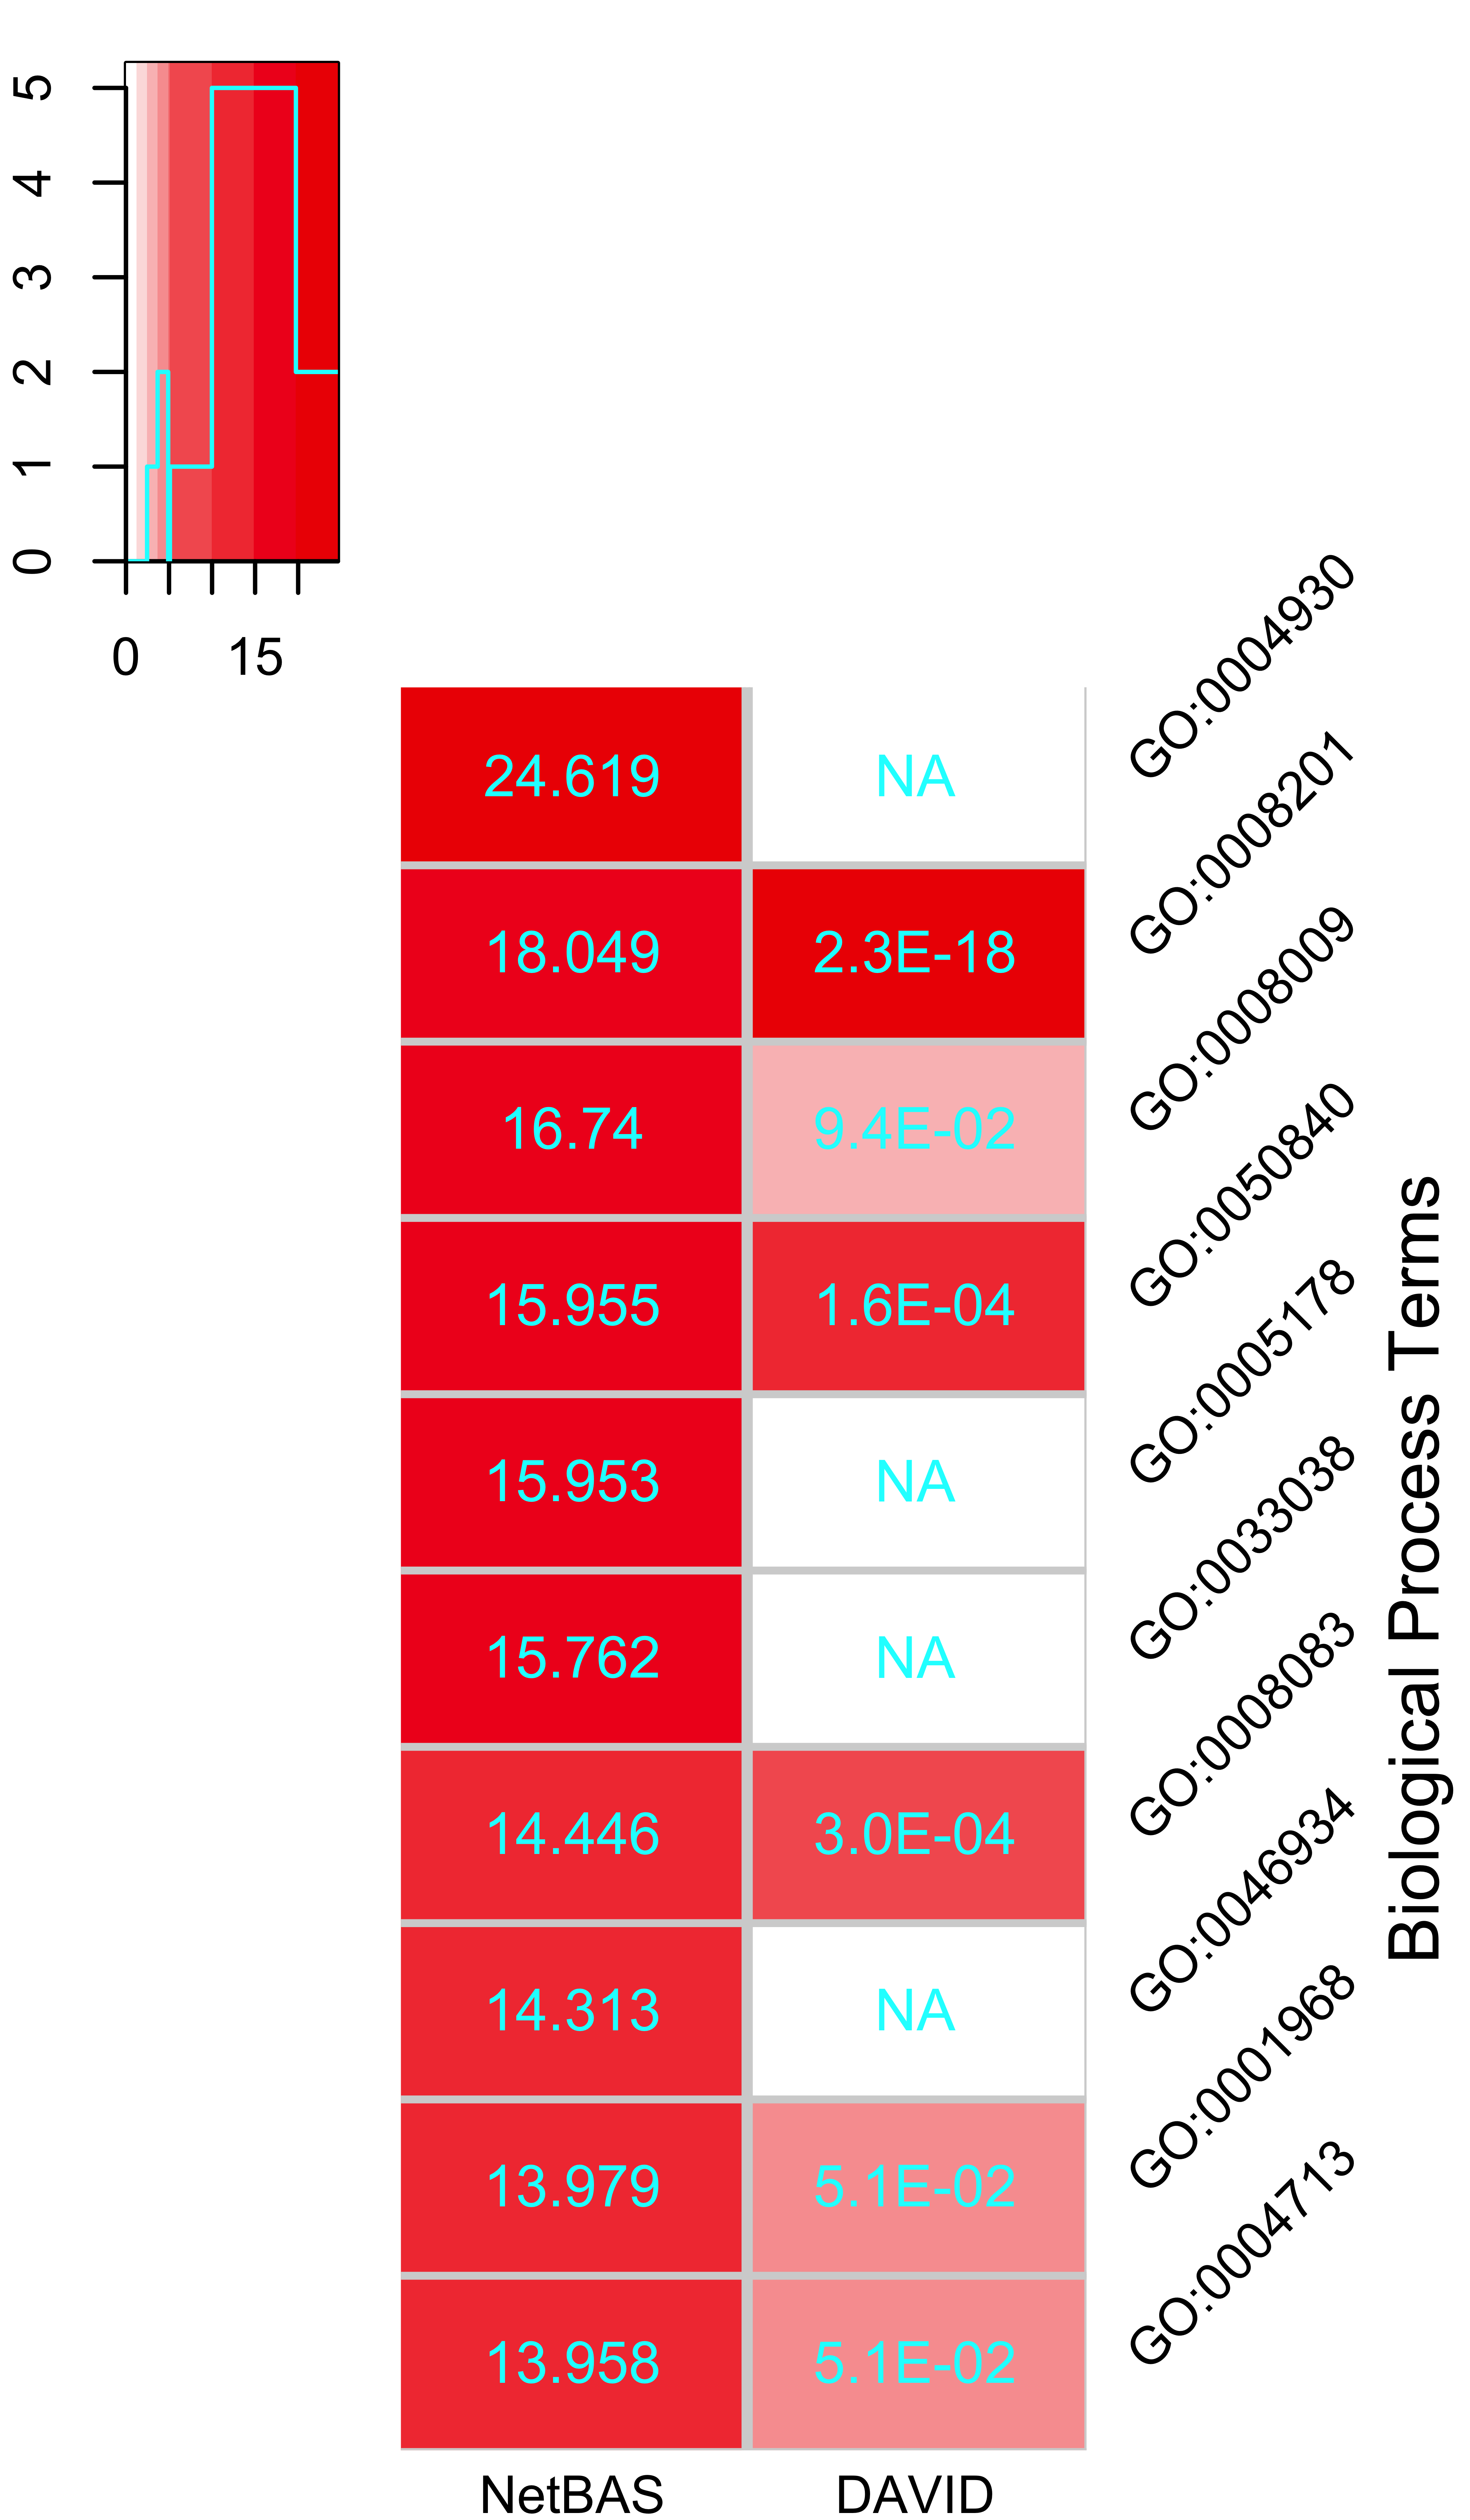 5
4
3
2
1
0
0 15
GO:0004930
24.619 NA
GO:0008201
18.049 2.3E-18
GO:0008009
16.74 9.4E-02
GO:0050840
15.955 1.6E-04
GO:0005178
15.953 NA
GO:0033038
15.762 NA
GO:0008083
14.446 3.0E-04
GO:0046934
14.313 NA
GO:0001968
13.979 5.1E-02
GO:0004713
13.958 5.1E-02
NetBAS DAVID
Biological Process Terms